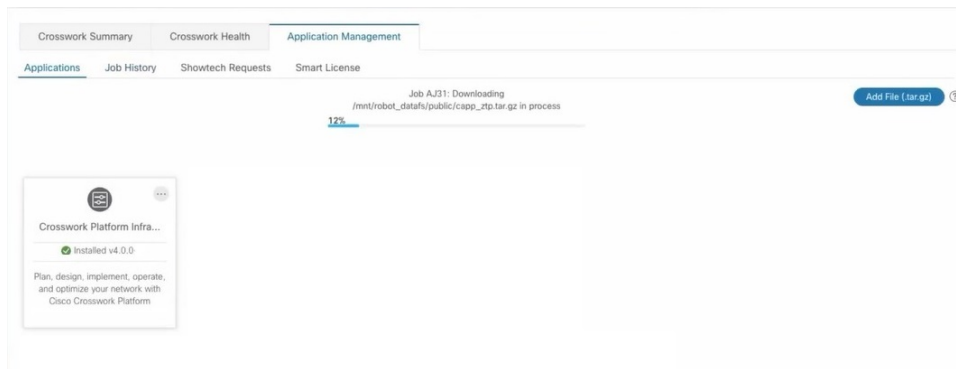 Crosswork Summary
Crosswork Health
Application Management
Applications
Job History
Showtech Requests
Smart License
Job AJ31: Downloading
/mnt/robot_datafs/public/capp_ztp.tar.gz in process
12%
Add File (.tar.gz)
?
Crosswork Platform Infra...
Installed v4.0.0
Plan, design, implement, operate,
and optimize your network with
Cisco Crosswork Platform